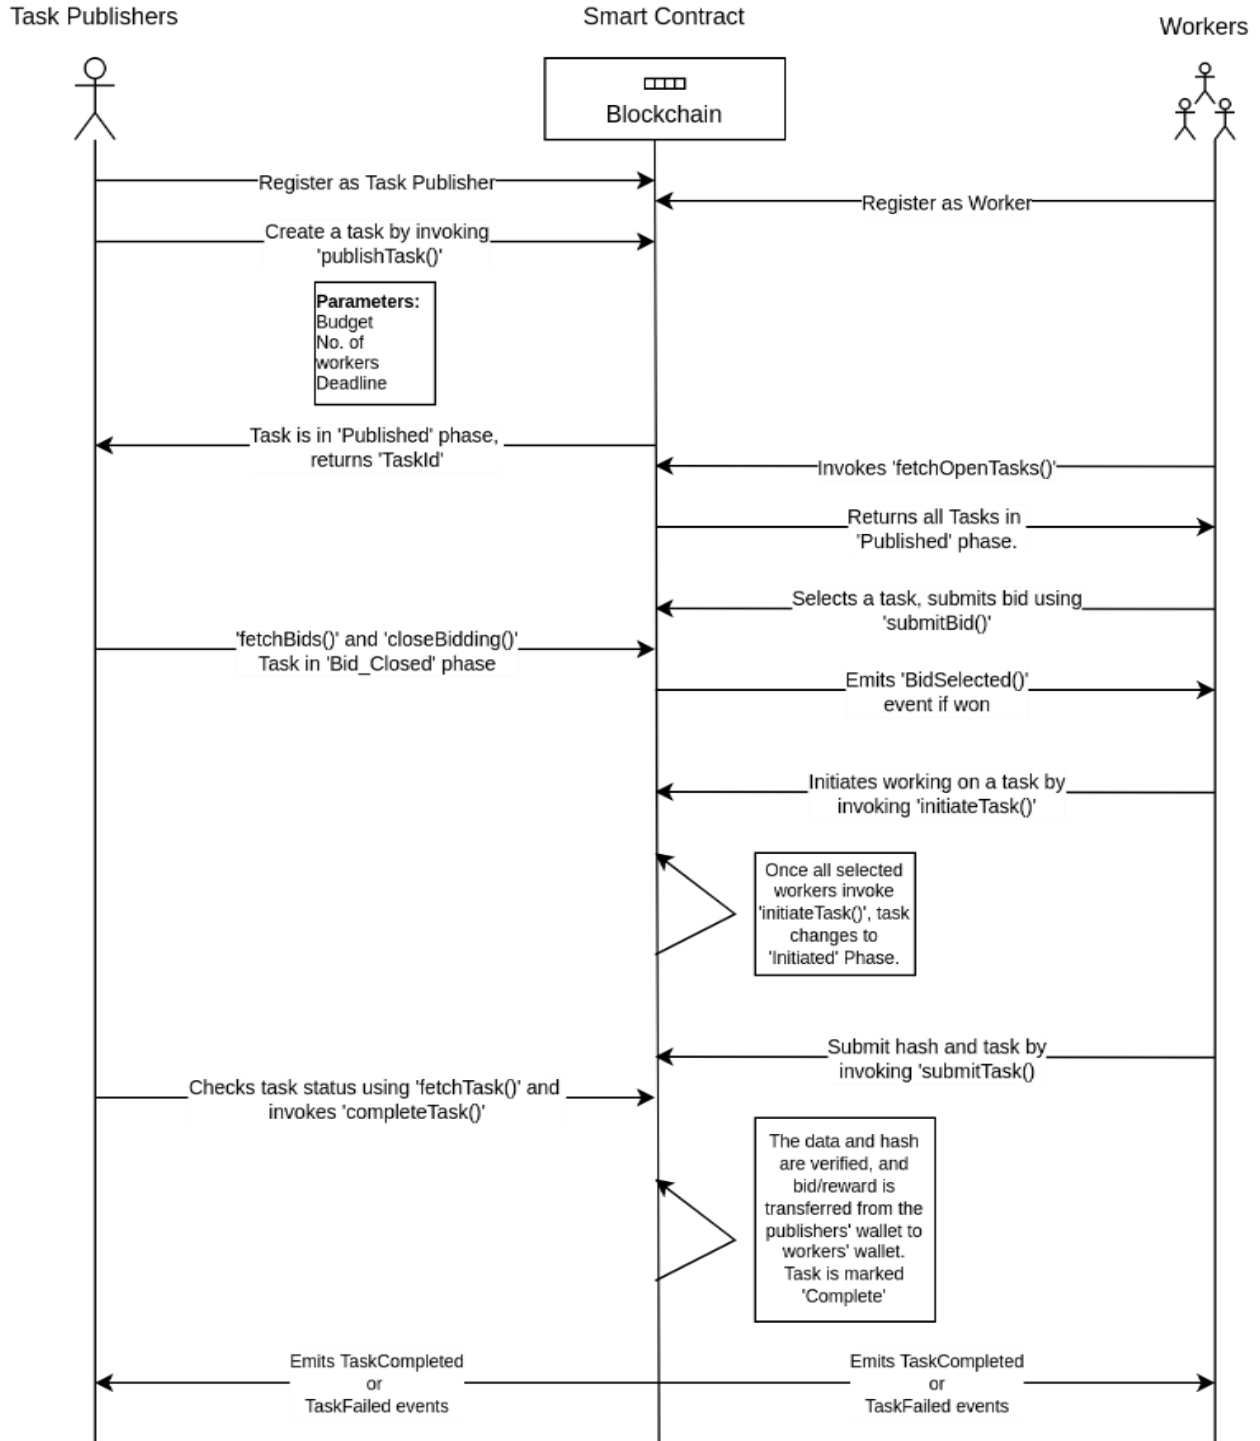 Task Publishers
Smart Contract
Workers
Blockchain
Register as Task Publisher
Register as Worker
Create a task by invoking
'publishTask()'
Parameters:
Budget
No. of
workers
Deadline
Task is in 'Published' phase,
returns 'TaskId'
Invokes 'fetchOpenTasks()'
Returns all Tasks in
'Published' phase.
Selects a task, submits bid using
'submitBid()'
'fetchBids()' and 'closeBidding()'
Task in 'Bid_Closed' phase
Emits 'BidSelected()'
event if won
Initiates working on a task by
invoking 'initiateTask()'
Once all selected
workers invoke
'initiateTask()', task
changes to
'Initiated' Phase.
Submit hash and task by
invoking 'submitTask()
Checks task status using 'fetchTask()' and
invokes 'completeTask()'
The data and hash
are verified, and
bid/reward is
transferred from the
publishers' wallet to
workers' wallet.
Task is marked
'Complete'
Emits TaskCompleted
or
TaskFailed events
Emits TaskCompleted
or
TaskFailed events